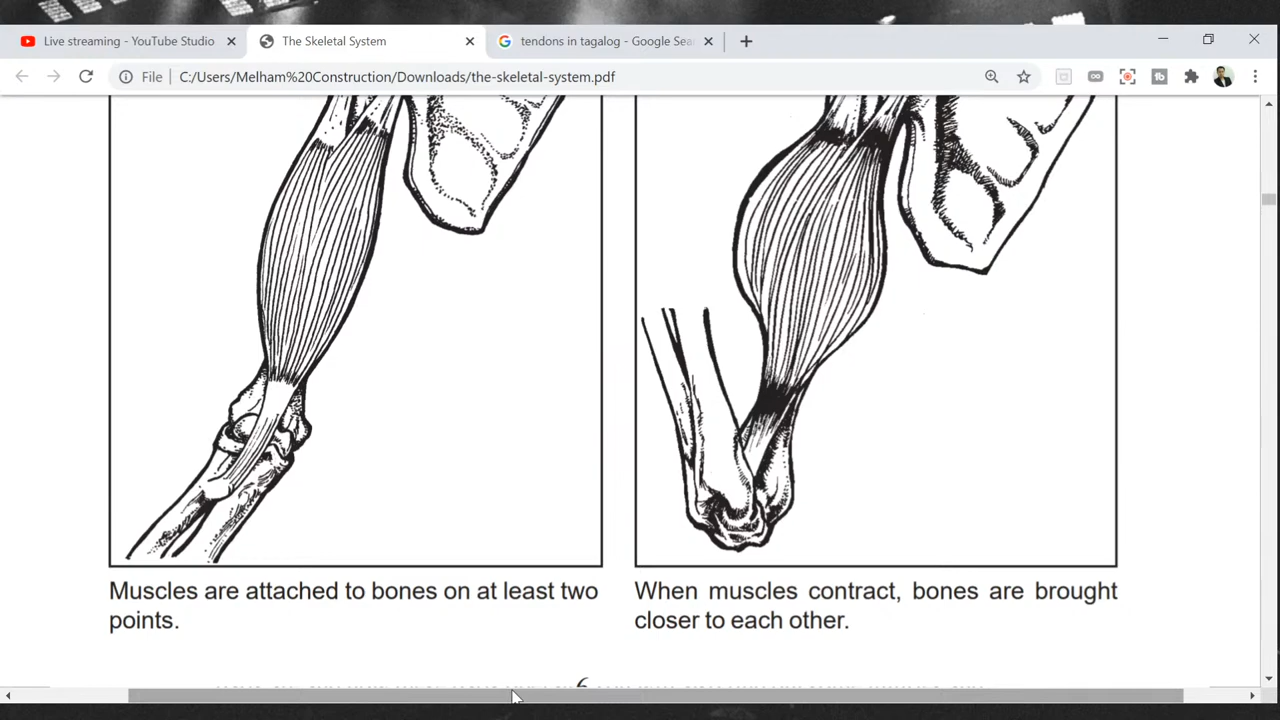 Live streaming - YouTube Studio
The Skeletal System
tendons in tagalog - Google Sea
File
C:/Users/Melham%20Construction/Downloads/the-skeletal-system.pdf
Muscles are attached to bones on at least two
points.
When muscles contract, bones are brought
closer to each other.